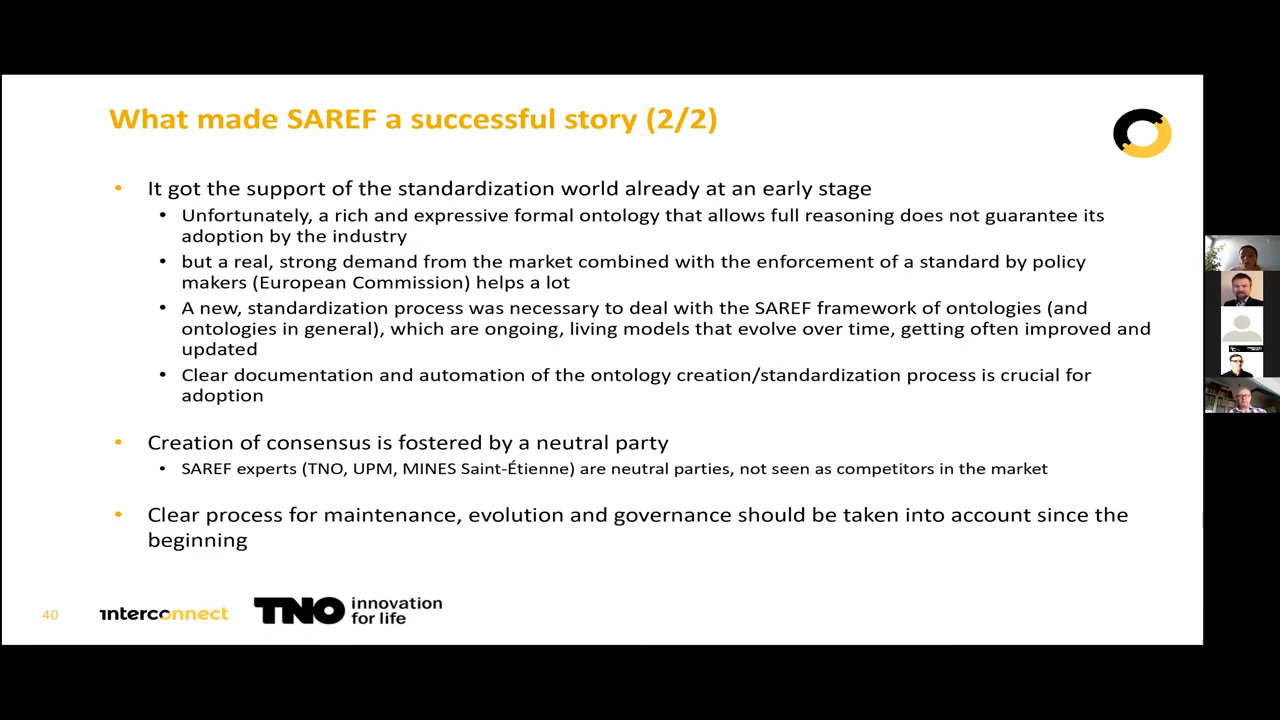 What made SAREF a successful story (2/2)
• It got the support of the standardization world already at an early stage
• Unfortunately, a rich and expressive formal ontology that allows full reasoning does not guarantee its
adoption by the industry
• but a real, strong demand from the market combined with the enforcement of a standard by policy
makers (European Commission) helps a lot
• A new, standardization process was necessary to deal with the SAREF framework of ontologies (and
ontologies in general), which are ongoing, living models that evolve over time, getting often improved and
updated
• Clear documentation and automation of the ontology creation/standardization process is crucial for
adoption
• Creation of consensus is fostered by a neutral party
• SAREF experts (TNO, UPM, MINES Saint-Étienne) are neutral parties, not seen as competitors in the market
• Clear process for maintenance, evolution and governance should be taken into account since the
beginning
40
interconnect
TNO innovation
for life